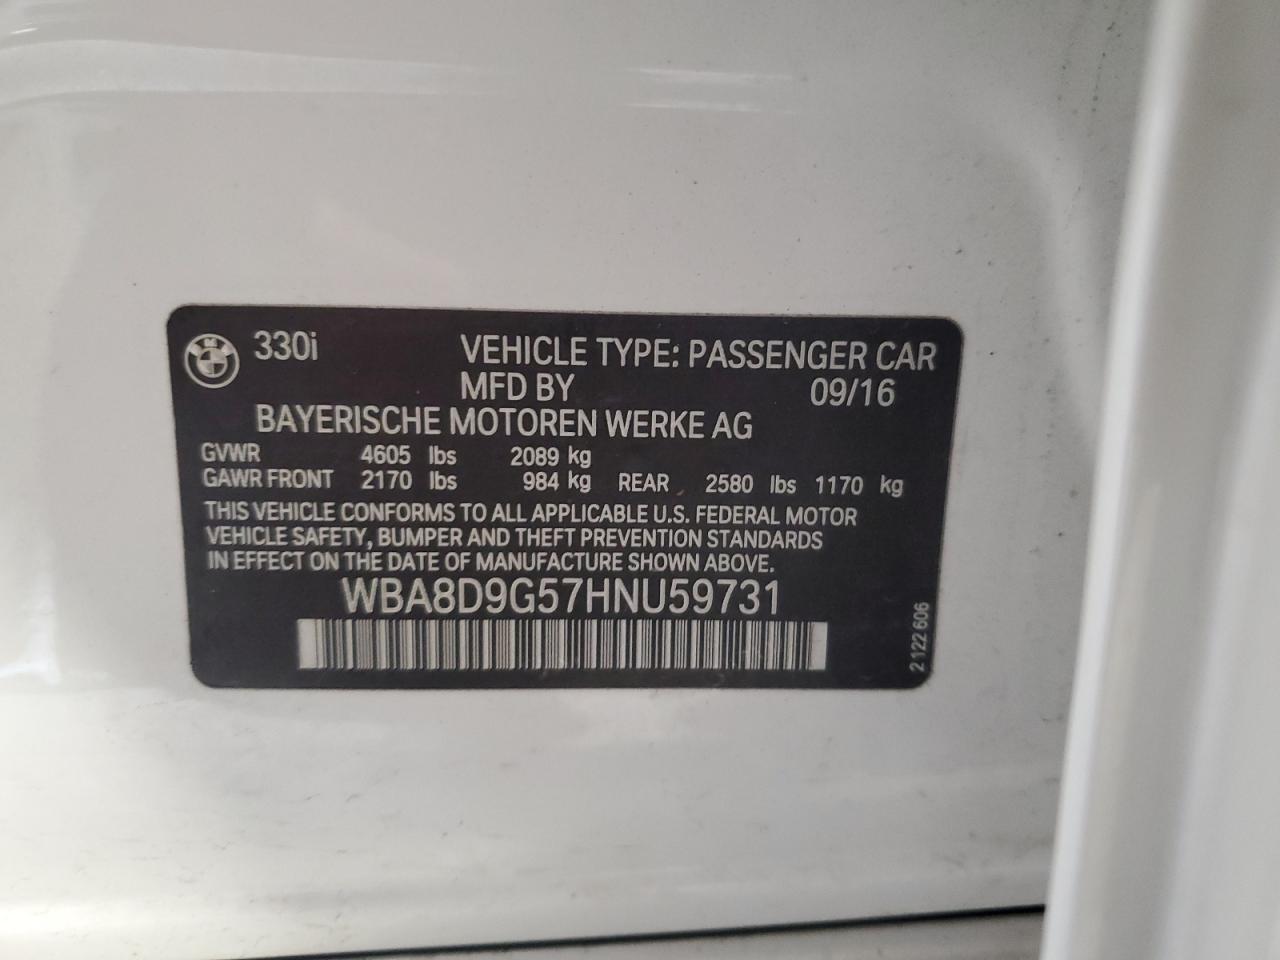 BMW 330i VEHICLE TYPE: PASSENGER CAR
MFD BY 09/16
BAYERISCHE MOTOREN WERKE AG
GVWR 4605 lbs 2089 kg
GAWR FRONT 2170 lbs 984 kg REAR 2580 lbs 1170 kg
THIS VEHICLE CONFORMS TO ALL APPLICABLE U.S. FEDERAL MOTOR
VEHICLE SAFETY, BUMPER AND THEFT PREVENTION STANDARDS
IN EFFECT ON THE DATE OF MANUFACTURE SHOWN ABOVE.
WBA8D9G57HNU59731
2 122 606